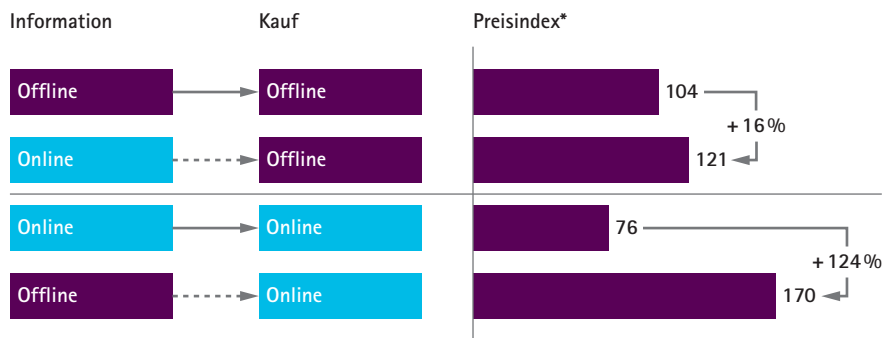 Information Kauf Preisindex*
Offline Offline 104
+ 16 %
Online Offline 121
Online Online 76
+ 124 %
Offline Online 170